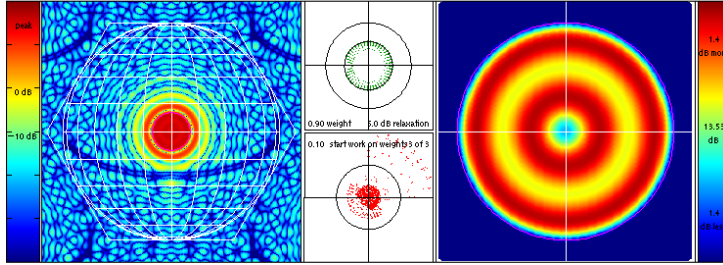 peak
0 dB
-10 dB
0.90 weight 5.0 dB relaxation
0.10 start work on weights 3 of 3
1.4
dB mor
13.55
dB
1.4